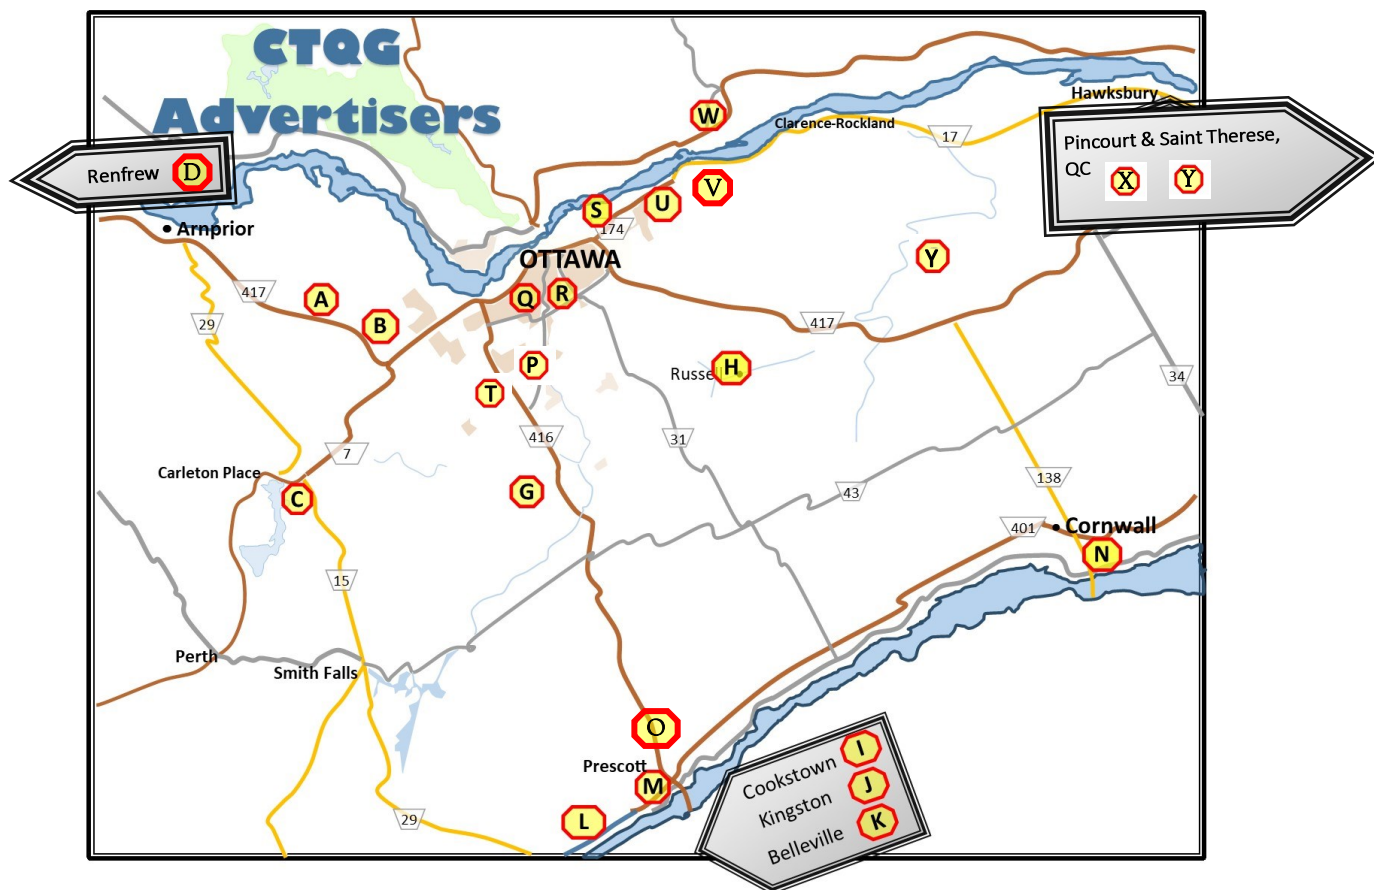 CTQG
Advertisers
W
Hawksbury
Clarence-Rockland
17
Pincourt & Saint Therese,
QC X Y
Renfrew D
V
S
U
174
Arnprior
OTTAWA
Y
417
A
Q
R
29
B
417
P
Russell H
T
34
416
31
7
Carleton Place
C
G
43
138
401
Cornwall
N
15
Perth
Smith Falls
O
Prescott
M
L
29
Cookstown I
Kingston J
Belleville K